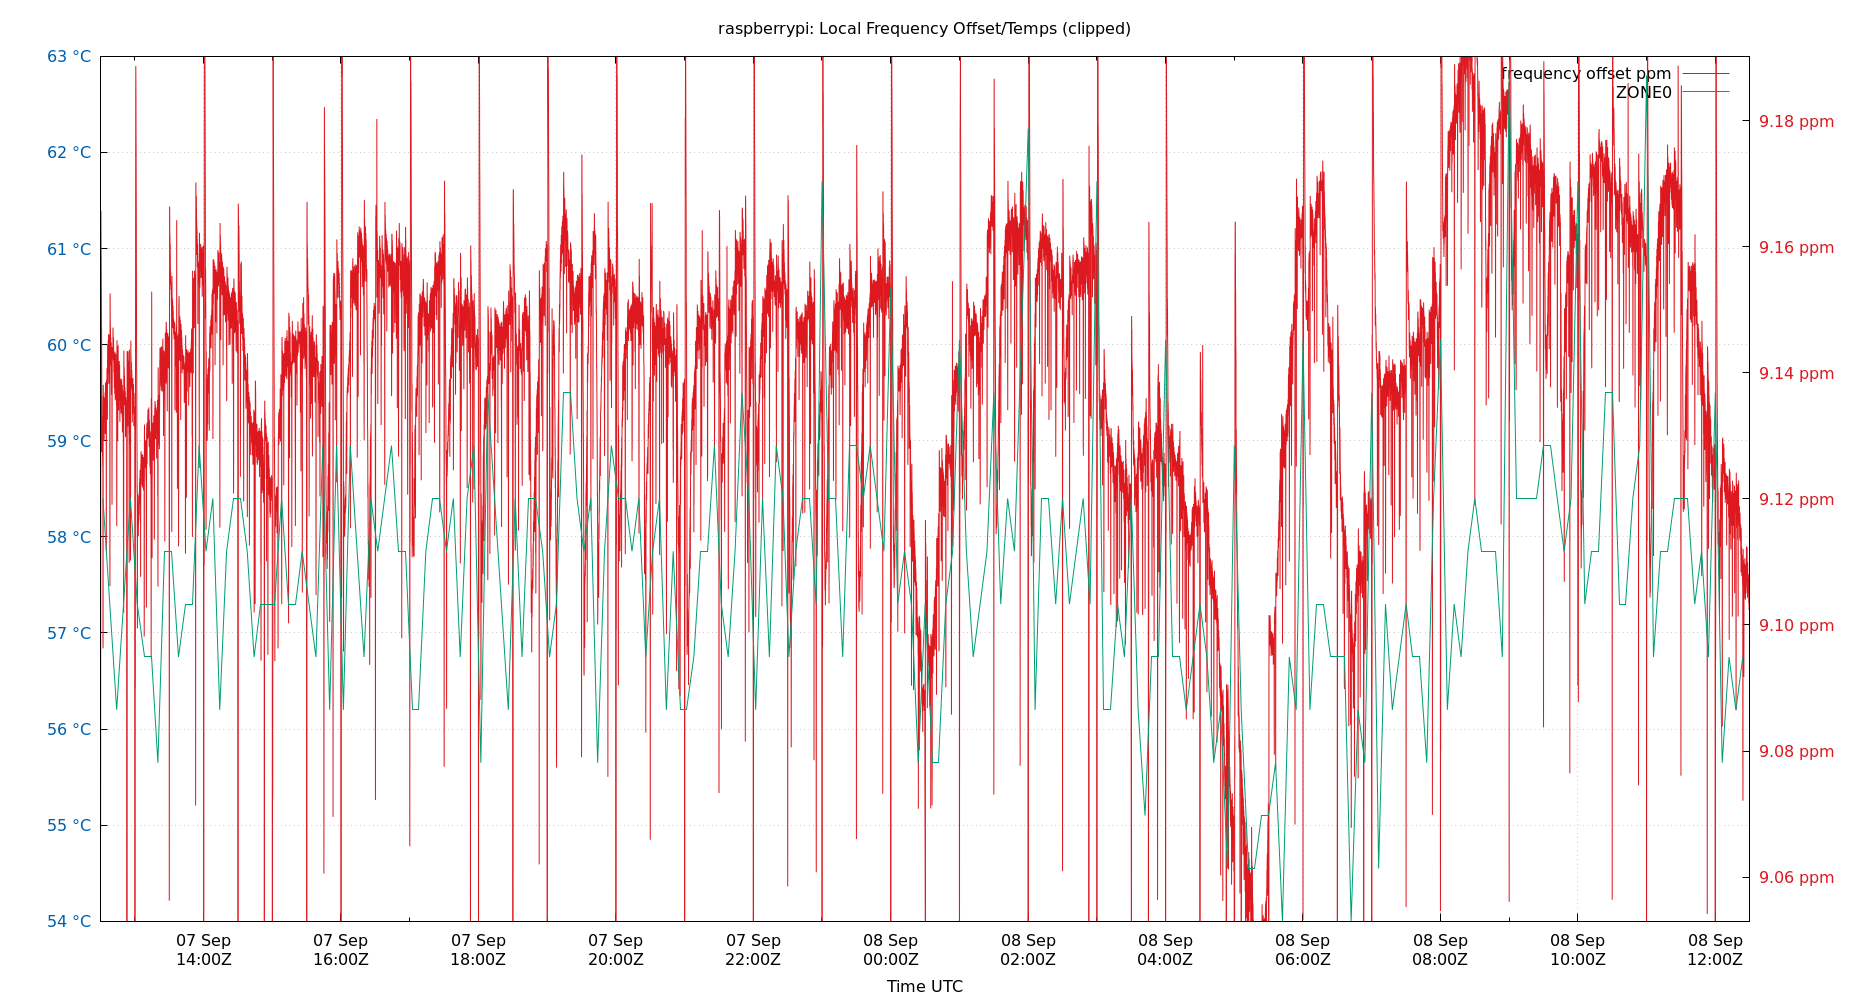 raspberrypi: Local Frequency Offset/Temps (clipped)
63 °C
62 °C
61 °C
60 °C
59 °C
58 °C
57 °C
56 °C
55 °C
54 °C
frequency offset ppm
ZONE0
9.18 ppm
9.16 ppm
9.14 ppm
9.12 ppm
9.10 ppm
9.08 ppm
9.06 ppm
07 Sep 07 Sep 07 Sep 07 Sep 07 Sep 08 Sep 08 Sep 08 Sep 08 Sep 08 Sep 08 Sep 08 Sep
14:00Z 16:00Z 18:00Z 20:00Z 22:00Z 00:00Z 02:00Z 04:00Z 06:00Z 08:00Z 10:00Z 12:00Z
Time UTC